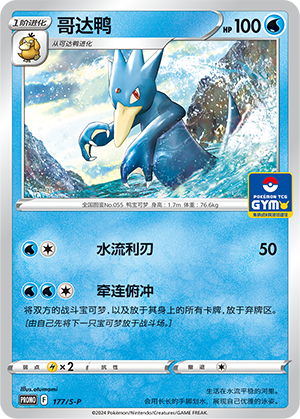 1阶进化
哥达鸭
HP 100
从可达鸭进化
全国图鉴No.055 鸭宝可梦 身高：1.7m 体重：76.6kg
POKÉMON TCG
GYM
水流利刃 50
牵连俯冲
将双方的战斗宝可梦，以及放于其身上的所有卡牌，放于弃牌区。
[由自己先将下一只宝可梦放于战斗场。]
弱点 ×2 抵抗力 撤退
Illus.otumami
PROMO F 177/S-P
生活在水流平稳的河里。
会用长长的手脚划水，展现自己优雅的泳姿。
©2024 Pokémon/Nintendo/Creatures/GAME FREAK